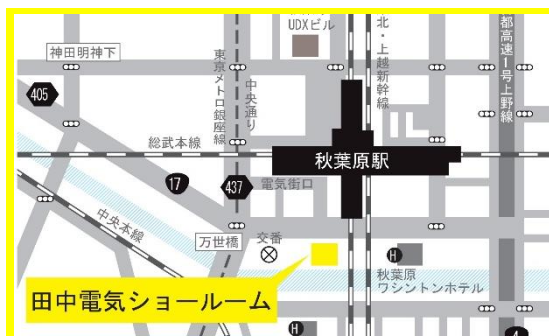 UDXビル
神田明神下
北・上越新幹線
都高速1号上野線
東京メトロ銀座線
中央通り
405
総武本線
秋葉原駅
17
437
電気街口
中央本線
万世橋
交番
H
秋葉原
ワシントンホテル
田中電気ショールーム
H
4